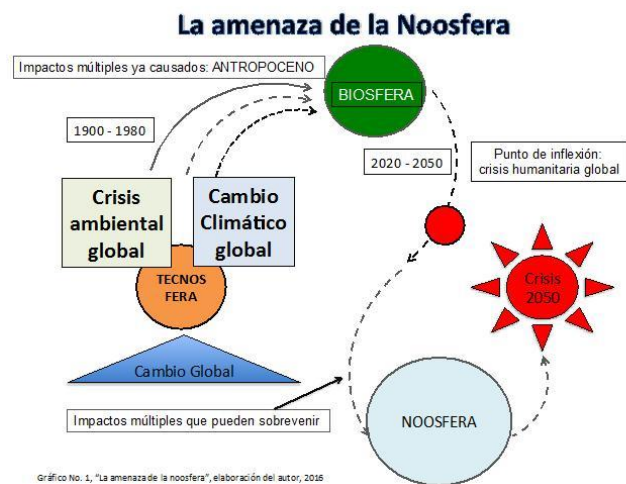 La amenaza de la Noosfera
Impactos múltiples ya causados: ANTROPOCENO
BIOSFERA
1900 - 1980
2020 - 2050
Punto de inflexión:
crisis humanitaria global
Crisis
ambiental
global
Cambio
Climático
global
TECNOS
FERA
Crisis
2050
Cambio Global
Impactos múltiples que pueden sobrevenir
NOOSFERA
Gráfico No. 1, "La amenaza de la noosfera", elaboración del autor, 2016